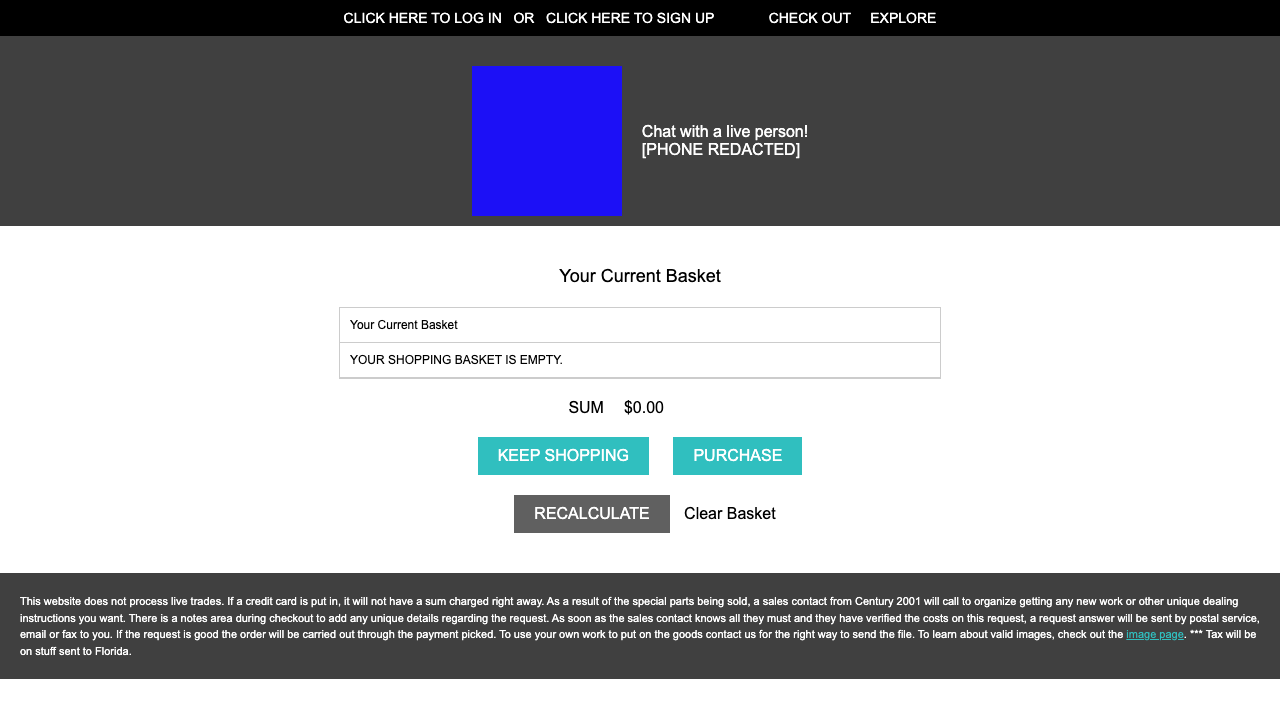 CLICK HERE TO LOG IN OR CLICK HERE TO SIGN UP CHECK OUT EXPLORE
Chat with a live person!
[PHONE REDACTED]
Your Current Basket
Your Current Basket
YOUR SHOPPING BASKET IS EMPTY.
SUM $0.00
KEEP SHOPPING PURCHASE
RECALCULATE Clear Basket
This website does not process live trades. If a credit card is put in, it will not have a sum charged right away. As a result of the special parts being sold, a sales contact from Century 2001 will call to organize getting any new work or other unique dealing
instructions you want. There is a notes area during checkout to add any unique details regarding the request. As soon as the sales contact knows all they must and they have verified the costs on this request, a request answer will be sent by postal service,
email or fax to you. If the request is good the order will be carried out through the payment picked. To use your own work to put on the goods contact us for the right way to send the file. To learn about valid images, check out the image page. *** Tax will be
on stuff sent to Florida.